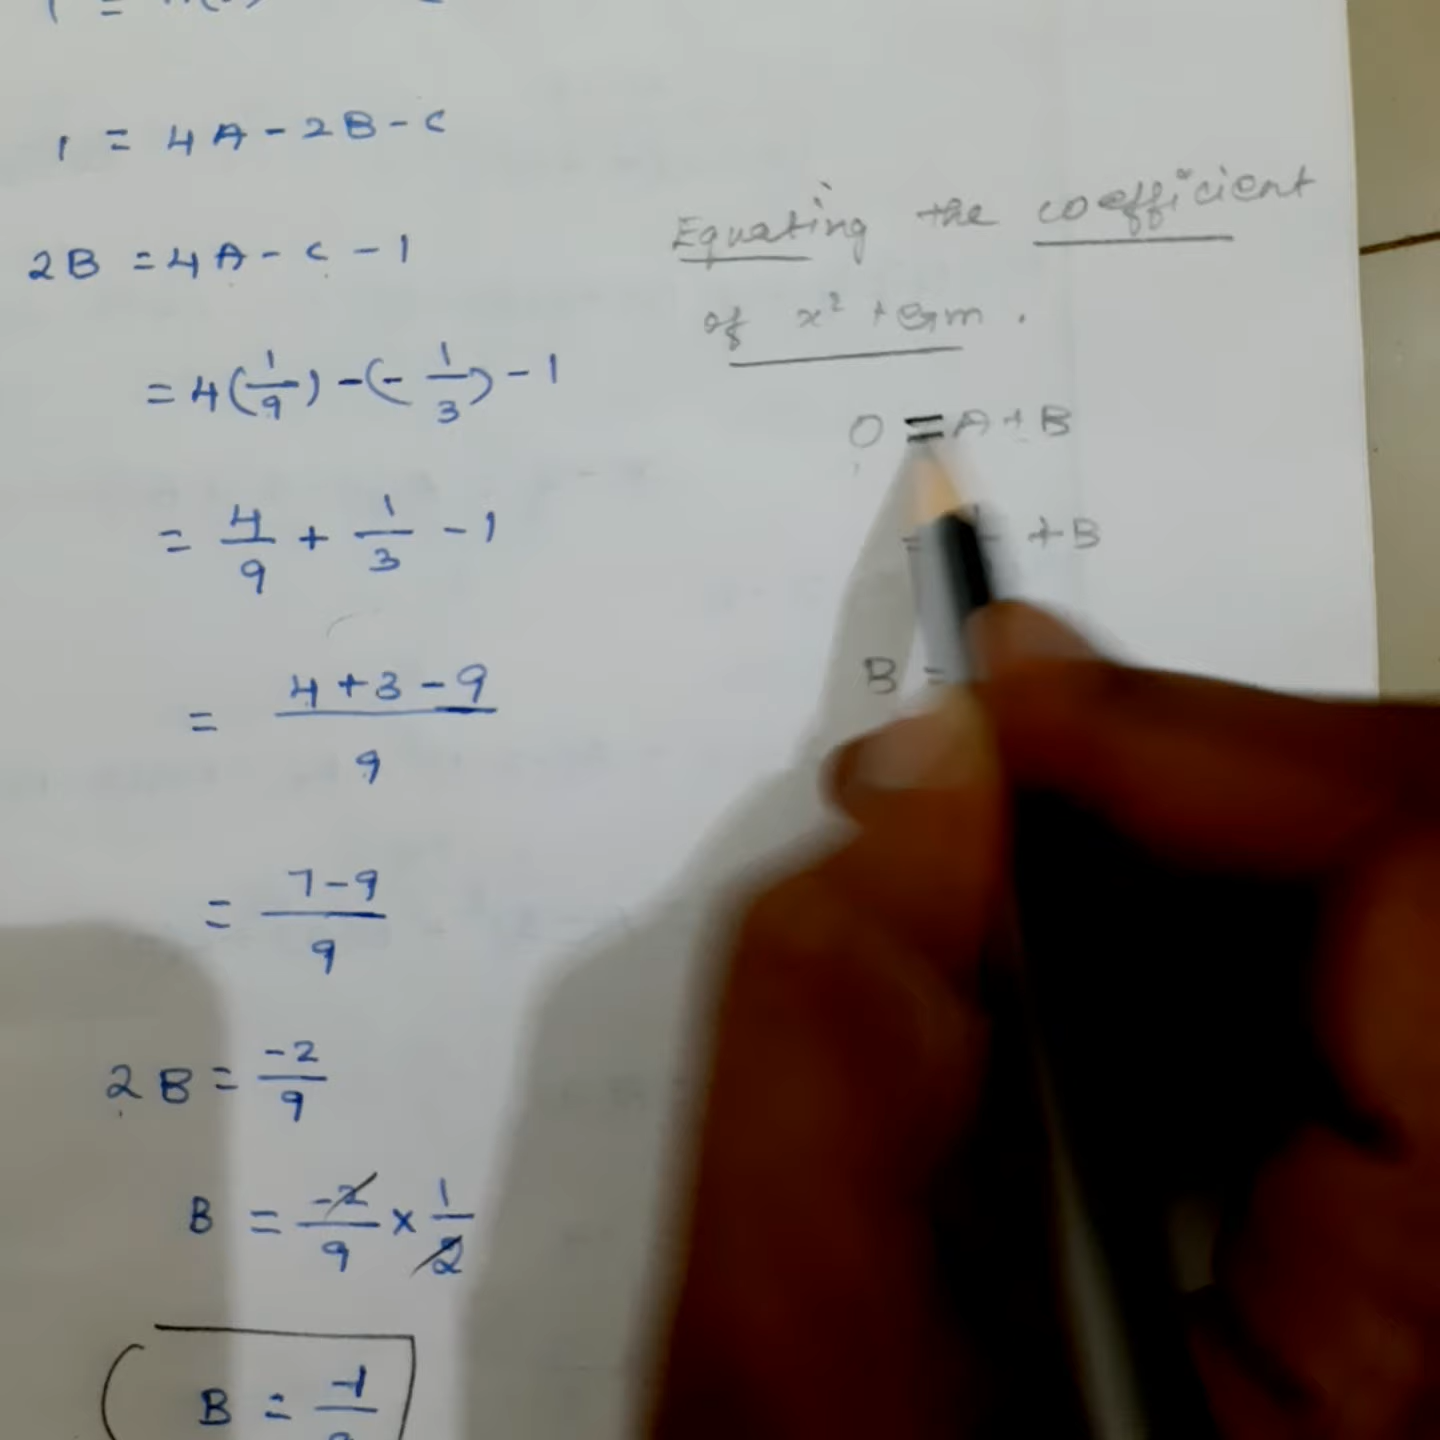 1 = 4A - 2B - C
2B = 4A - C - 1
= 4(1/9) - (- 1/3) - 1
= 4/9 + 1/3 - 1
= 4+3-9/9
= 7-9/9
2B = -2/9
B = -2/9 × 1/2
B = -1/
Equating the coefficient
of x² term.
0 = A + B
= + B
B =